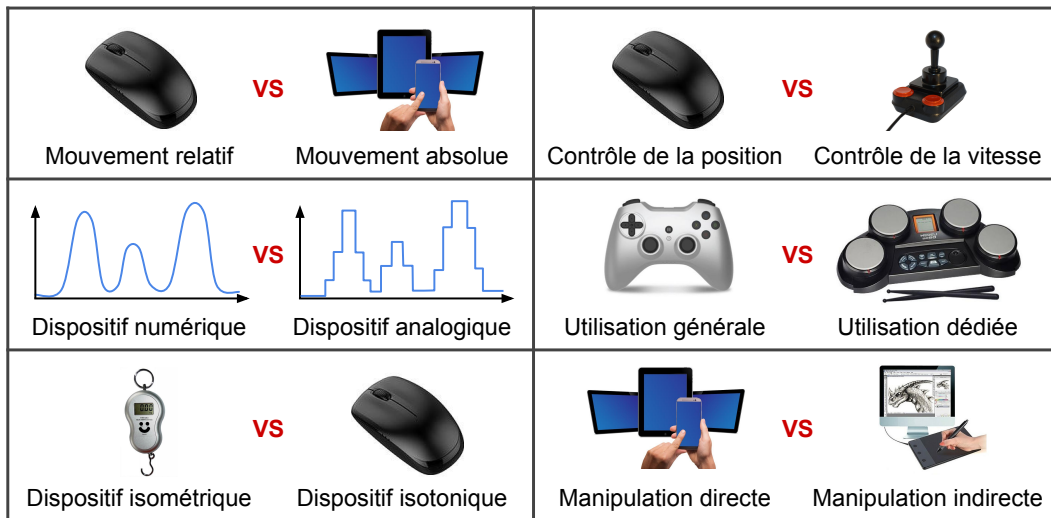 VS
Mouvement relatif
Mouvement absolue
VS
Contrôle de la position
Contrôle de la vitesse
VS
Dispositif numérique
Dispositif analogique
VS
Utilisation générale
Utilisation dédiée
VS
Dispositif isométrique
Dispositif isotonique
VS
Manipulation directe
Manipulation indirecte